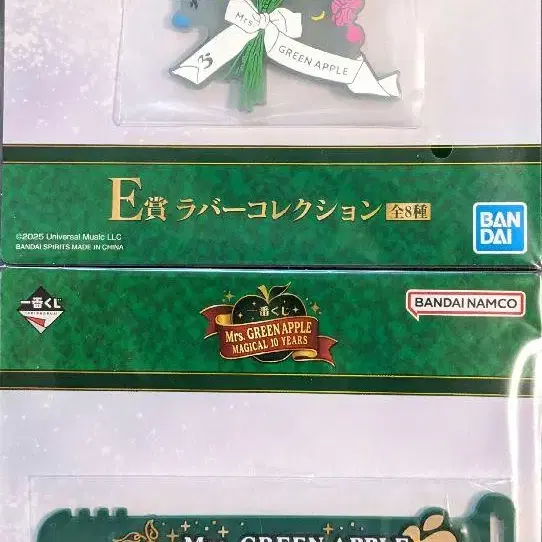 Mrs.
GREEN APPLE
E賞 ラバーコレクション 全8種
©2025 Universal Music LLC
BANDAI SPIRITS MADE IN CHINA
BAN
DAI
一番くじ
一番くじ
Mrs. GREEN APPLE
MAGICAL 10 YEARS
BANDAI NAMCO
Mrs. GREEN APPLE